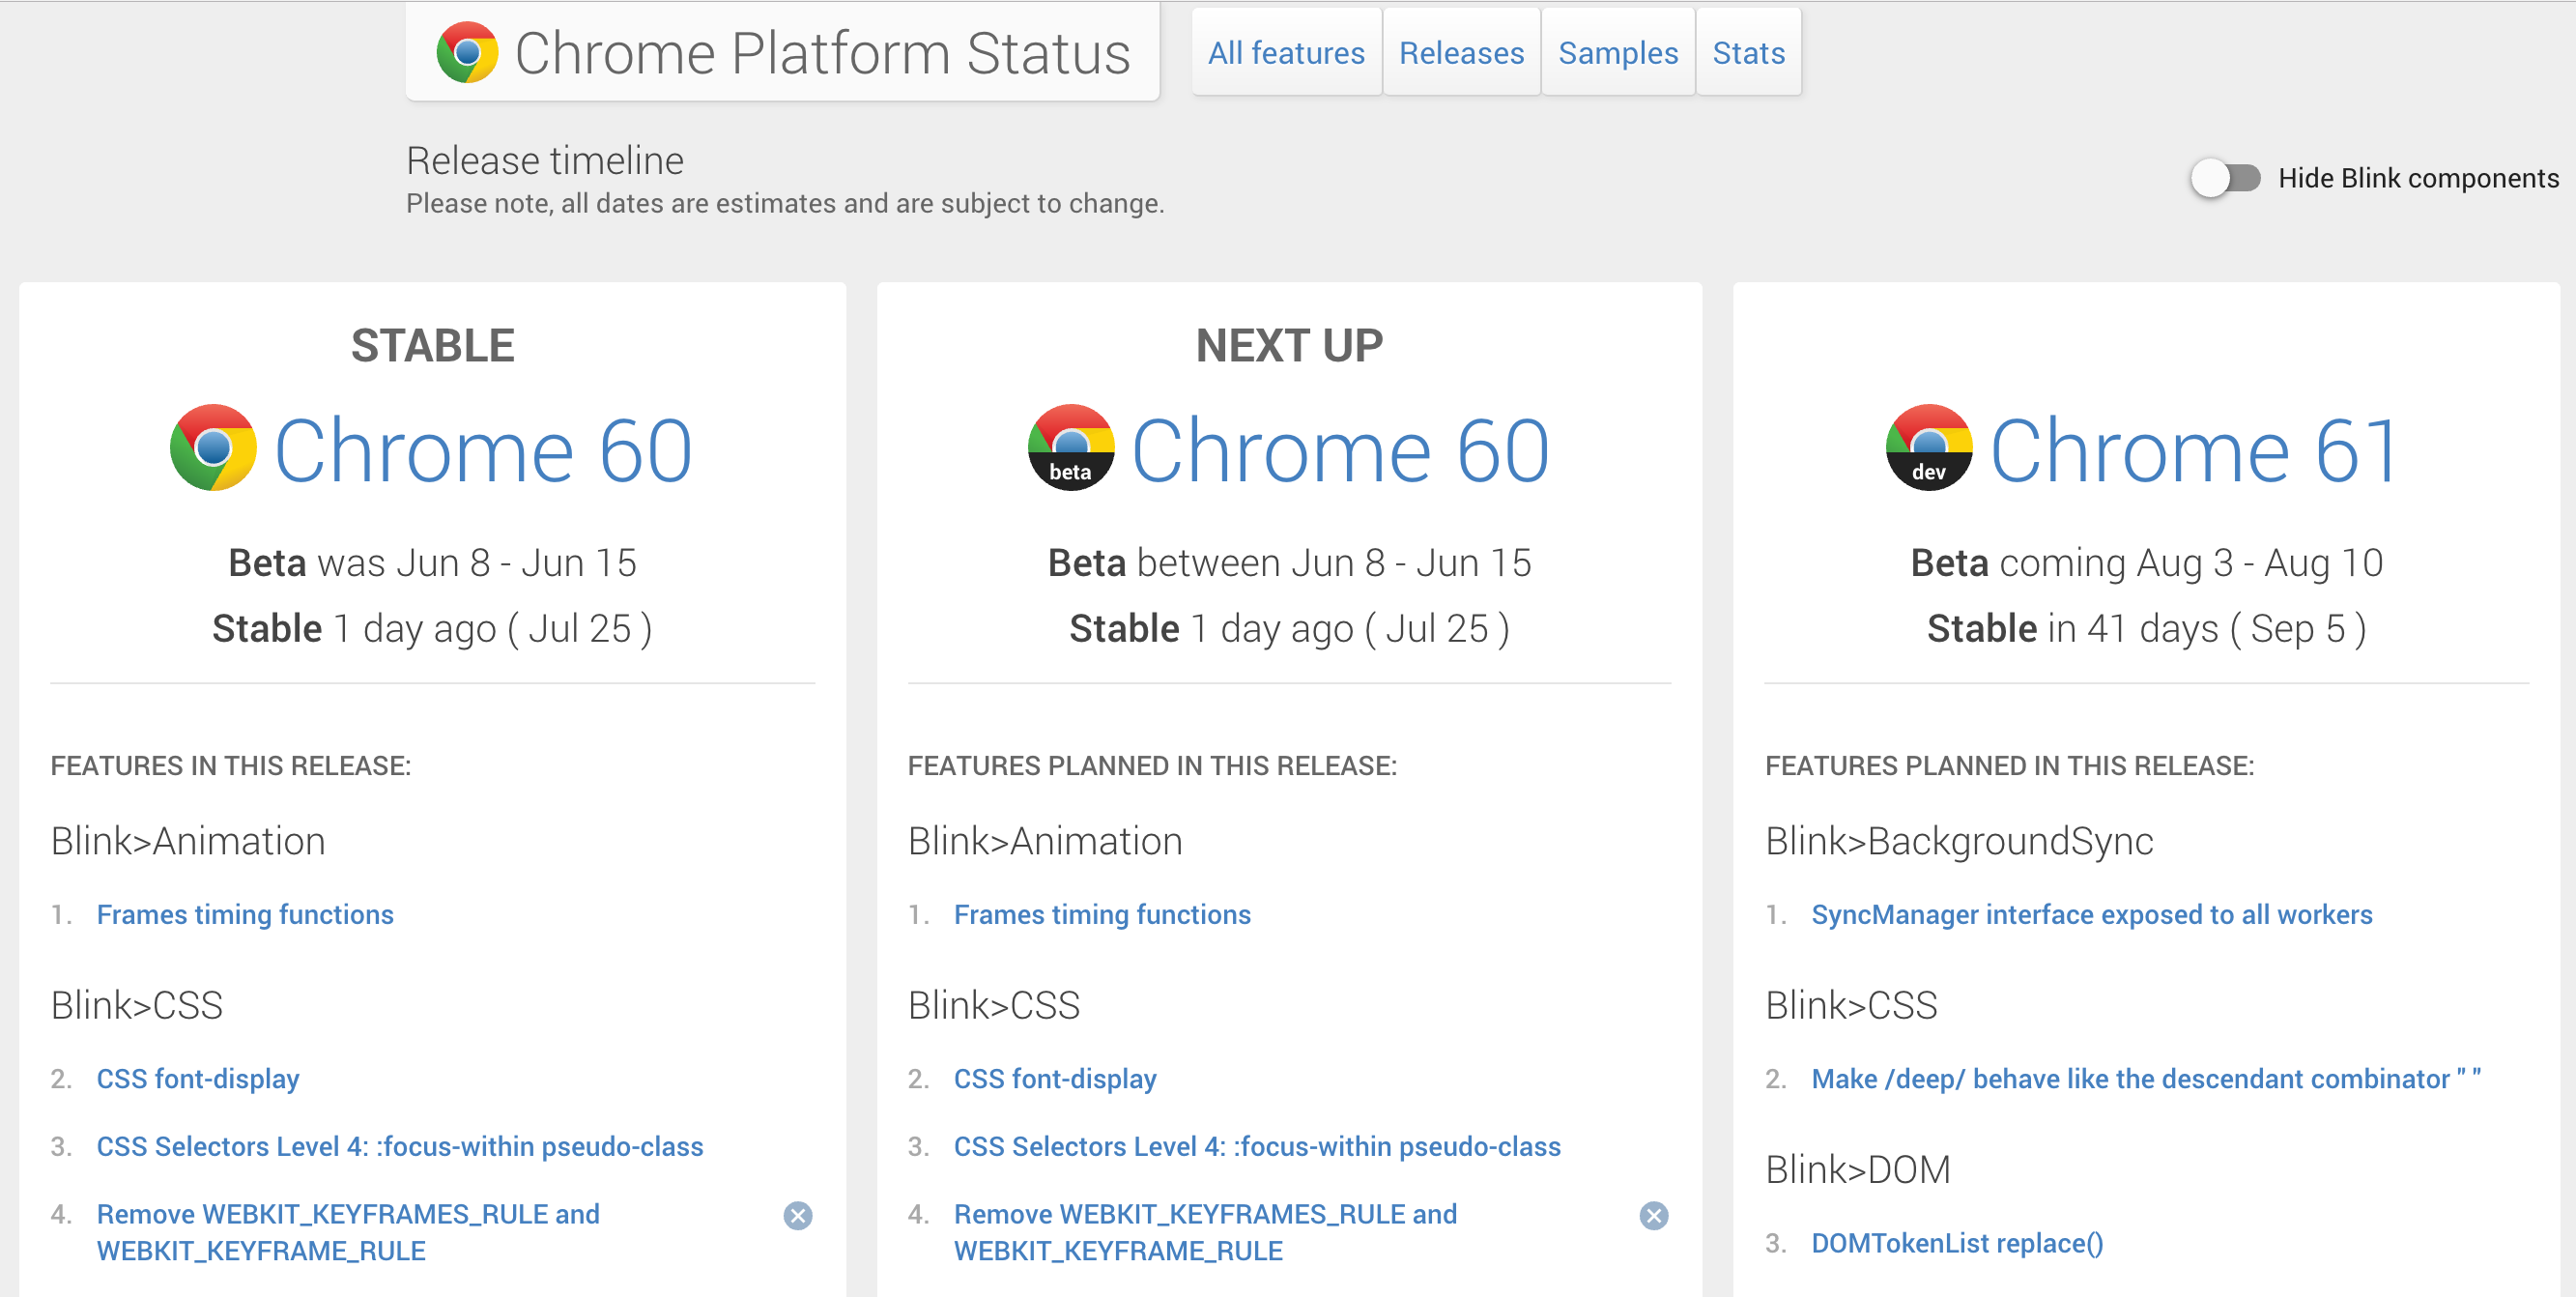 Chrome Platform Status
All features
Releases
Samples
Stats
Release timeline
Please note, all dates are estimates and are subject to change.
Hide Blink components
STABLE
Chrome 60
Beta was Jun 8 - Jun 15
Stable 1 day ago ( Jul 25 )
FEATURES IN THIS RELEASE:
Blink>Animation
1. Frames timing functions
Blink>CSS
2. CSS font-display
3. CSS Selectors Level 4: :focus-within pseudo-class
4. Remove WEBKIT_KEYFRAMES_RULE and
WEBKIT_KEYFRAME_RULE
NEXT UP
beta
Chrome 60
Beta between Jun 8 - Jun 15
Stable 1 day ago ( Jul 25 )
FEATURES PLANNED IN THIS RELEASE:
Blink>Animation
1. Frames timing functions
Blink>CSS
2. CSS font-display
3. CSS Selectors Level 4: :focus-within pseudo-class
4. Remove WEBKIT_KEYFRAMES_RULE and
WEBKIT_KEYFRAME_RULE
dev
Chrome 61
Beta coming Aug 3 - Aug 10
Stable in 41 days ( Sep 5 )
FEATURES PLANNED IN THIS RELEASE:
Blink>BackgroundSync
1. SyncManager interface exposed to all workers
Blink>CSS
2. Make /deep/ behave like the descendant combinator " "
Blink>DOM
3. DOMTokenList replace()